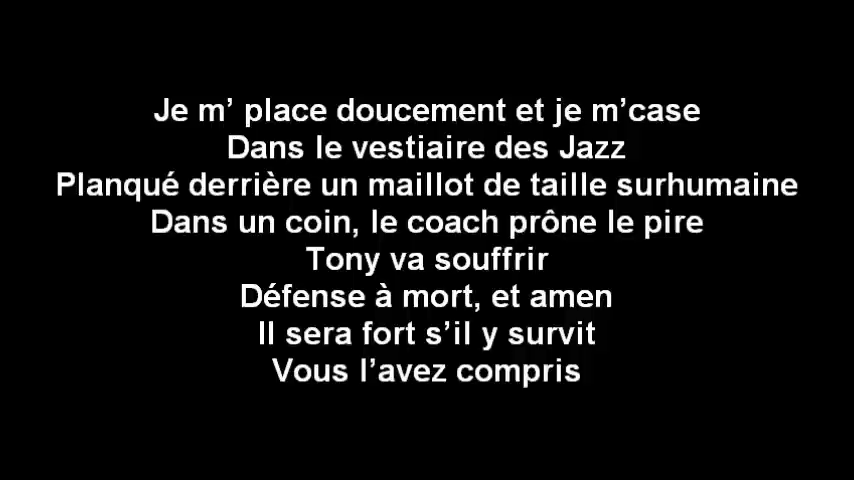 Je m’ place doucement et je m’case
Dans le vestiaire des Jazz
Planqué derrière un maillot de taille surhumaine
Dans un coin, le coach prône le pire
Tony va souffrir
Défense à mort, et amen
Il sera fort s’il y survit
Vous l’avez compris